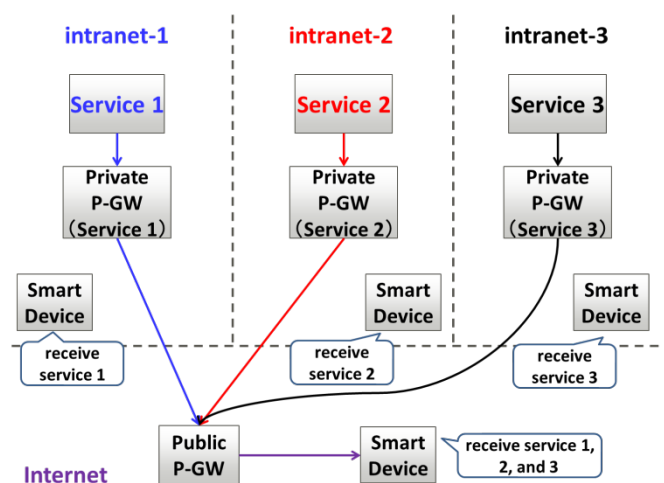 intranet-1
intranet-2
intranet-3
Service 1
Service 2
Service 3
Private
P-GW
(Service 1)
Private
P-GW
(Service 2)
Private
P-GW
(Service 3)
Smart
Device
receive
service 1
Smart
Device
receive
service 2
Smart
Device
receive
service 3
Public
P-GW
Smart
Device
receive service 1,
2, and 3
Internet